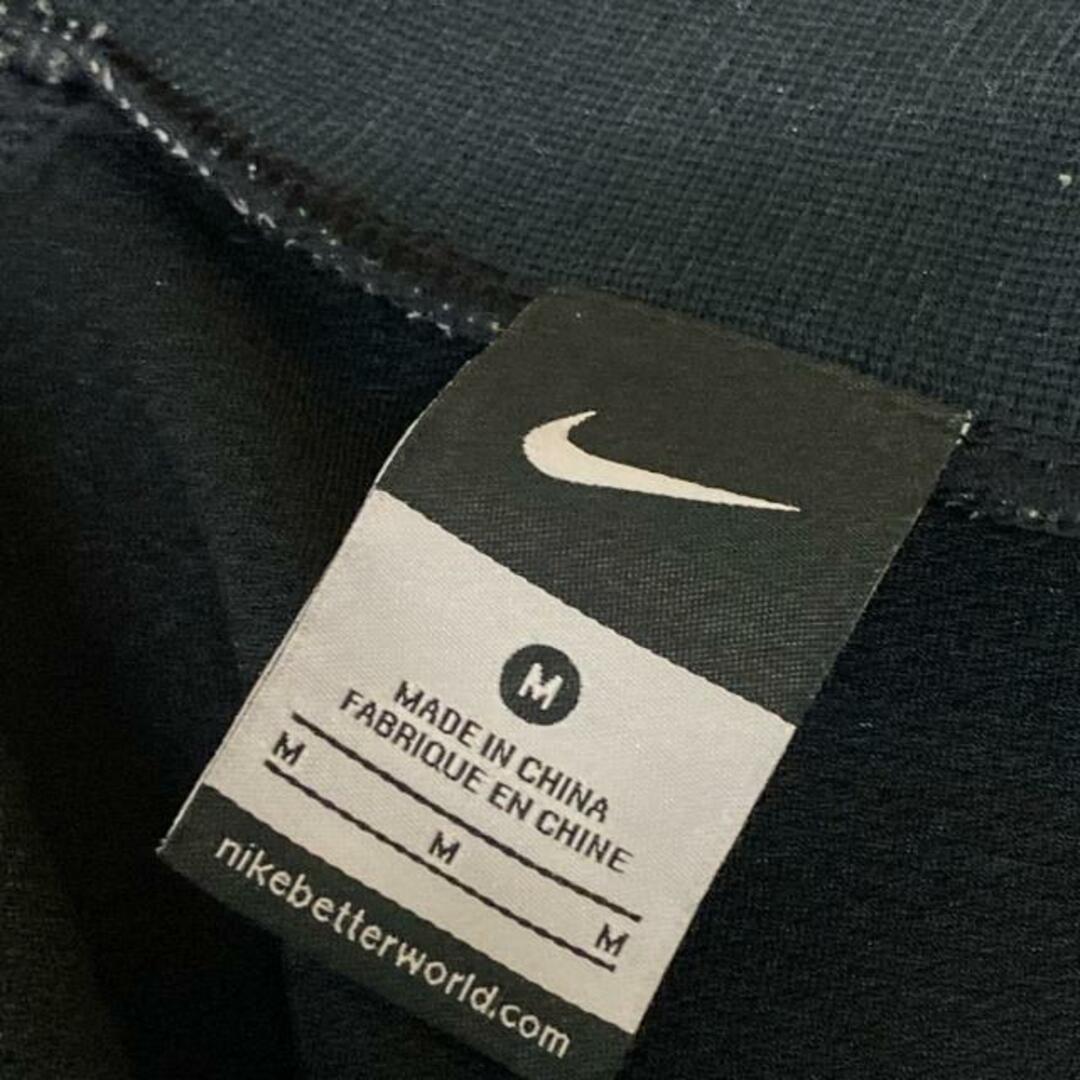 M
MADE IN CHINA
FABRIQUE EN CHINE
M M M
nikebetterworld.com